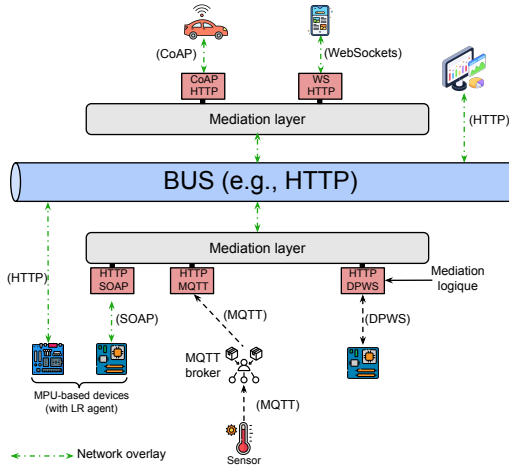 (CoAP)
(WebSockets)
CoAP
HTTP
WS
HTTP
Mediation layer
(HTTP)
BUS (e.g., HTTP)
Mediation layer
HTTP
SOAP
HTTP
MQTT
HTTP
DPWS
Mediation
logique
(HTTP)
(SOAP)
(MQTT)
(DPWS)
MQTT
broker
MPU-based devices
(with LR agent)
(MQTT)
Sensor
Network overlay